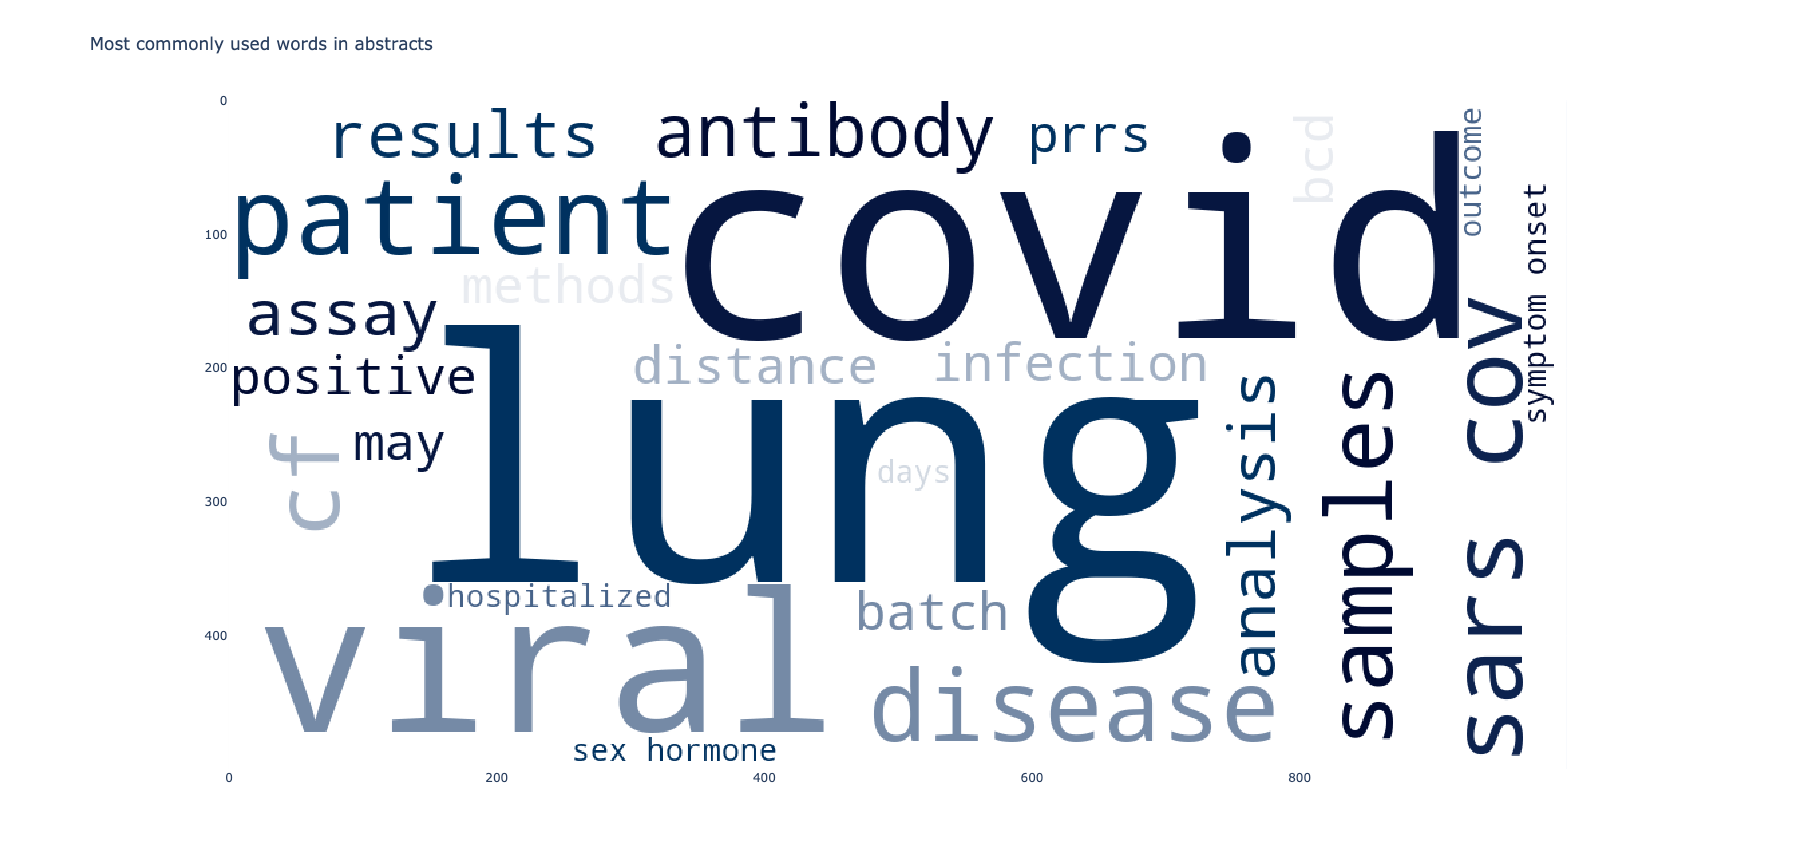 Most commonly used words in abstracts
0
results
antibody
prrs
bcd
outcome
patient
covid
symptom onset
100
methods
assay
sars cov
200
positive
distance
infection
analysis
samples
cf
may
lung
days
300
hospitalized
batch
viral
400
disease
sex hormone
0
200
400
600
800